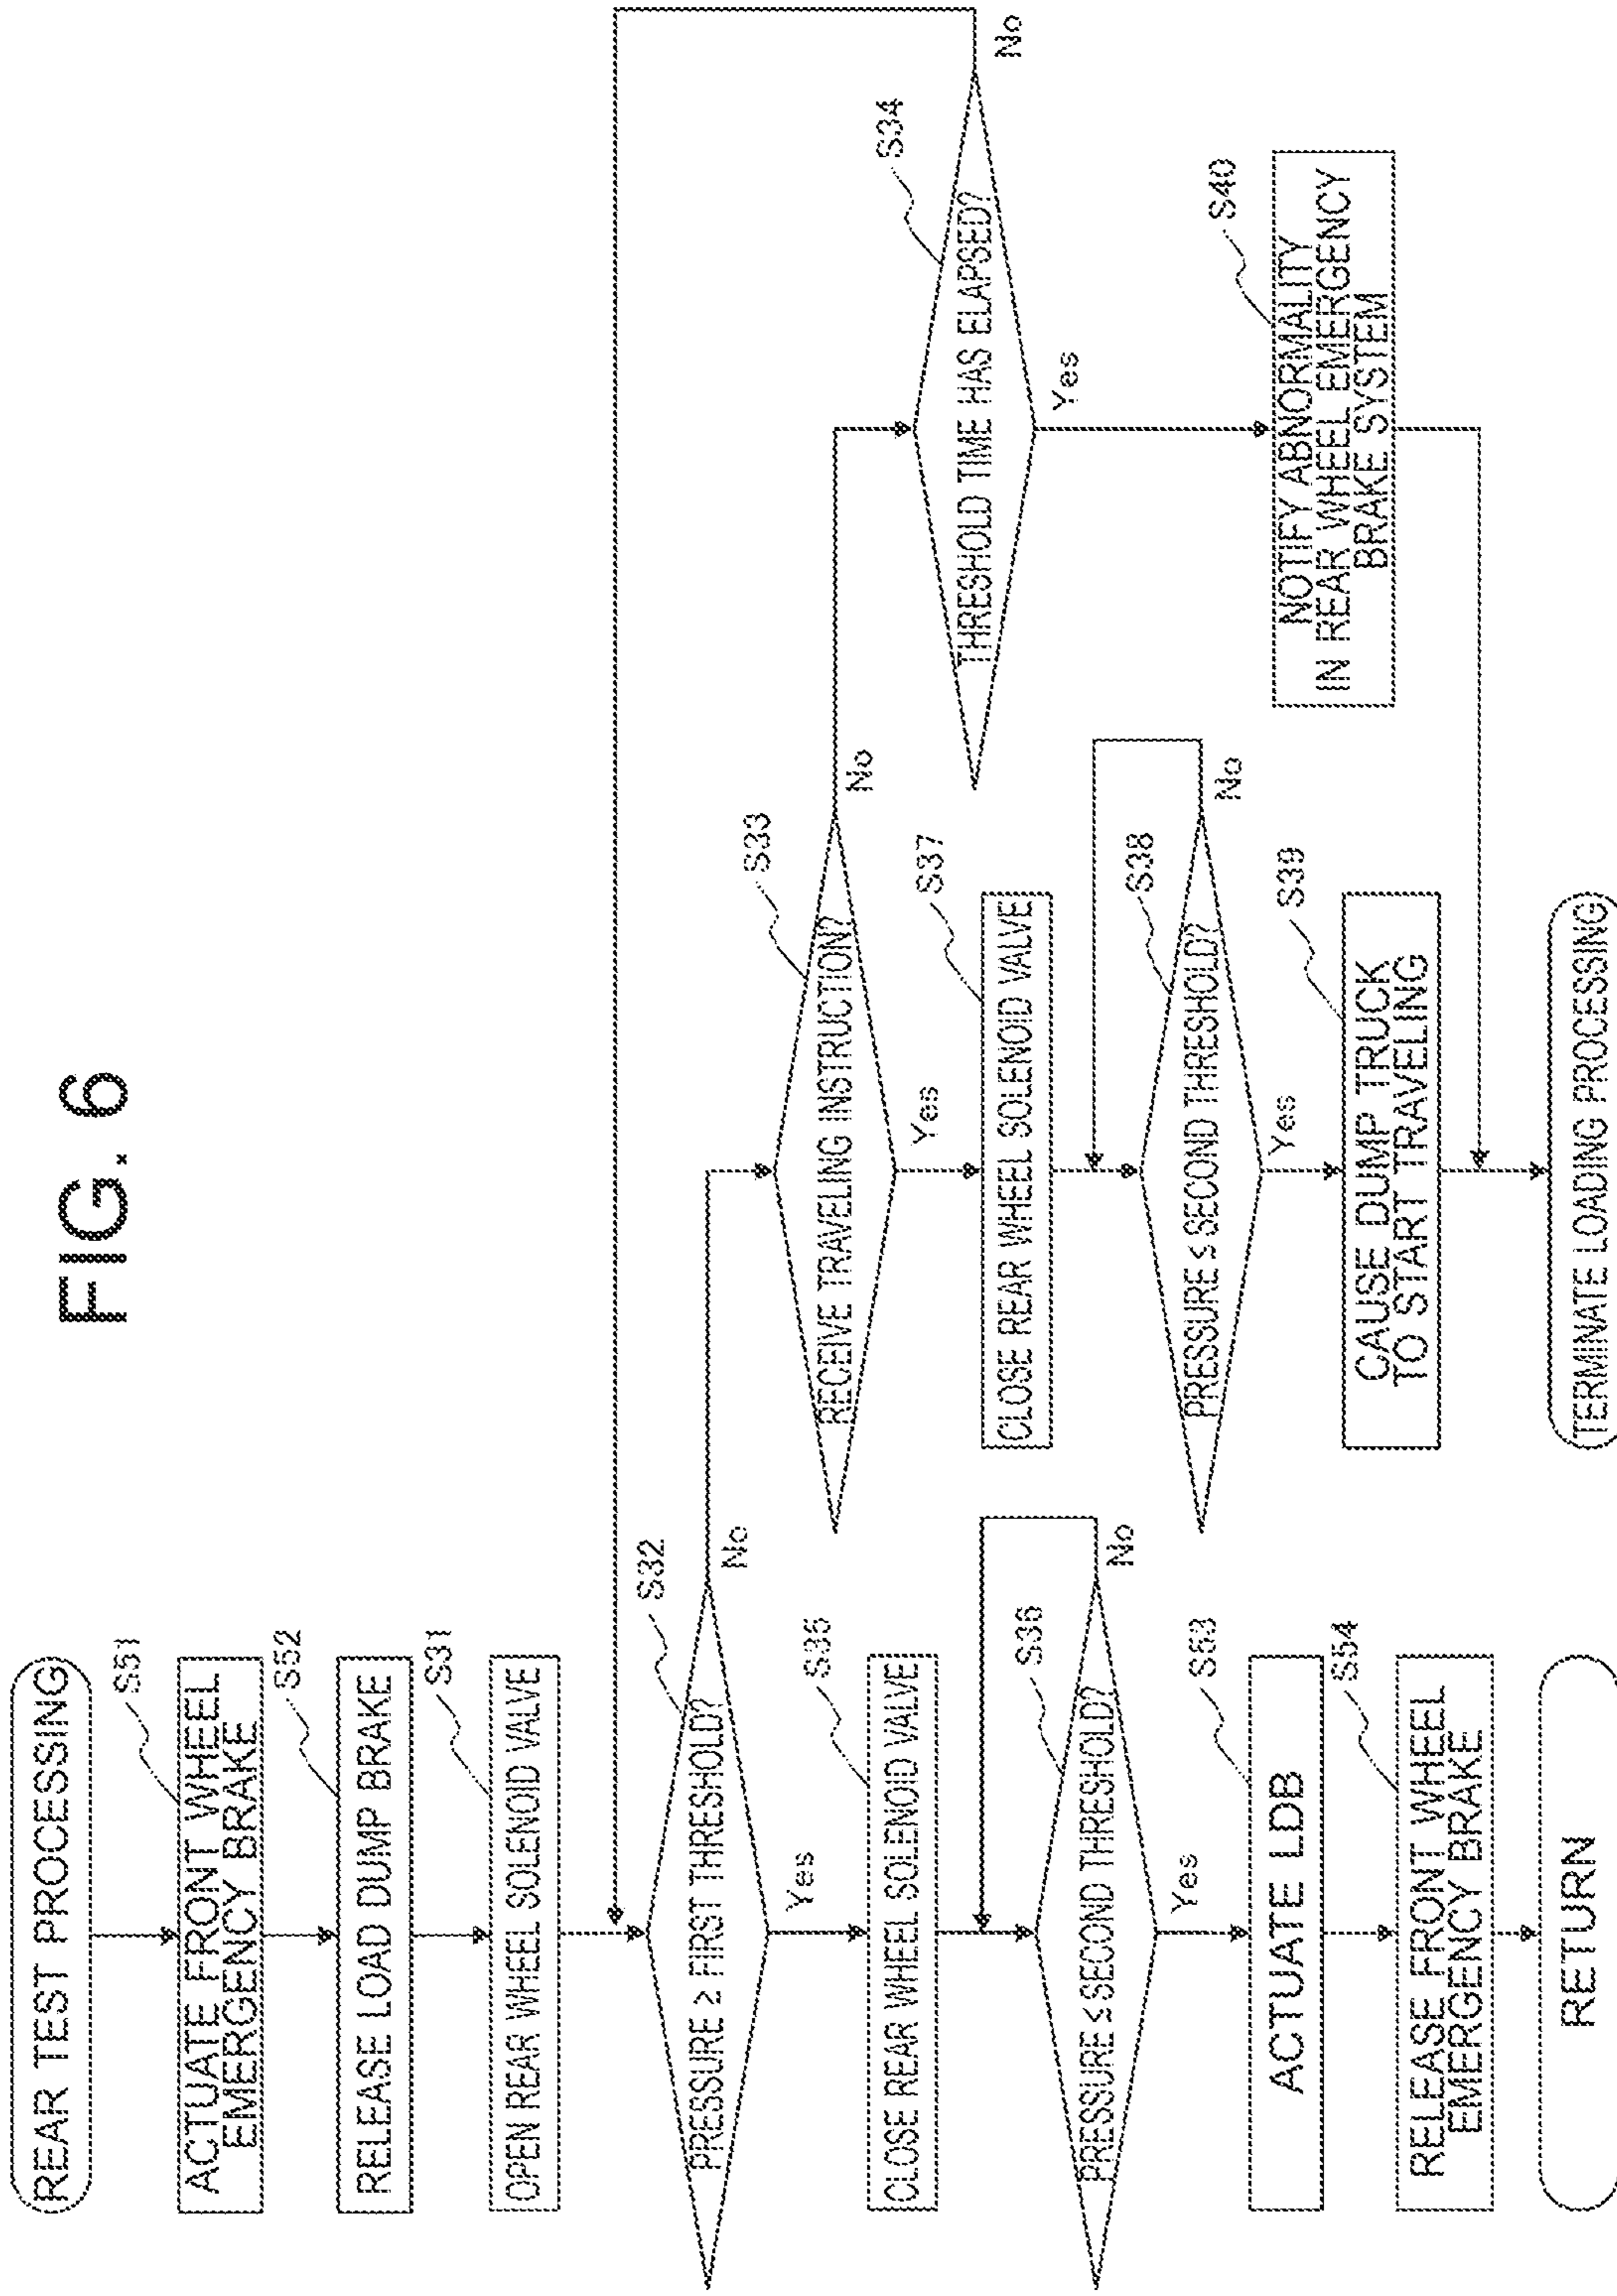 FIG. 6
REAR TEST PROCESSING
S51
ACTUATE FRONT WHEEL
EMERGENCY BRAKE
S52
RELEASE LOAD DUMP BRAKE
S31
OPEN REAR WHEEL SOLENOID VALVE
S32
PRESSURE ≥ FIRST THRESHOLD?
No
Yes
S35
CLOSE REAR WHEEL SOLENOID VALVE
S36
PRESSURE ≤ SECOND THRESHOLD?
No
Yes
S53
ACTUATE LDB
S54
RELEASE FRONT WHEEL
EMERGENCY BRAKE
RETURN
S33
RECEIVE TRAVELING INSTRUCTION?
No
Yes
S37
CLOSE REAR WHEEL SOLENOID VALVE
S38
PRESSURE ≤ SECOND THRESHOLD?
No
Yes
S39
CAUSE DUMP TRUCK
TO START TRAVELING
TERMINATE LOADING PROCESSING
S34
THRESHOLD TIME HAS ELAPSED?
No
Yes
S40
NOTIFY ABNORMALITY
IN REAR WHEEL EMERGENCY
BRAKE SYSTEM